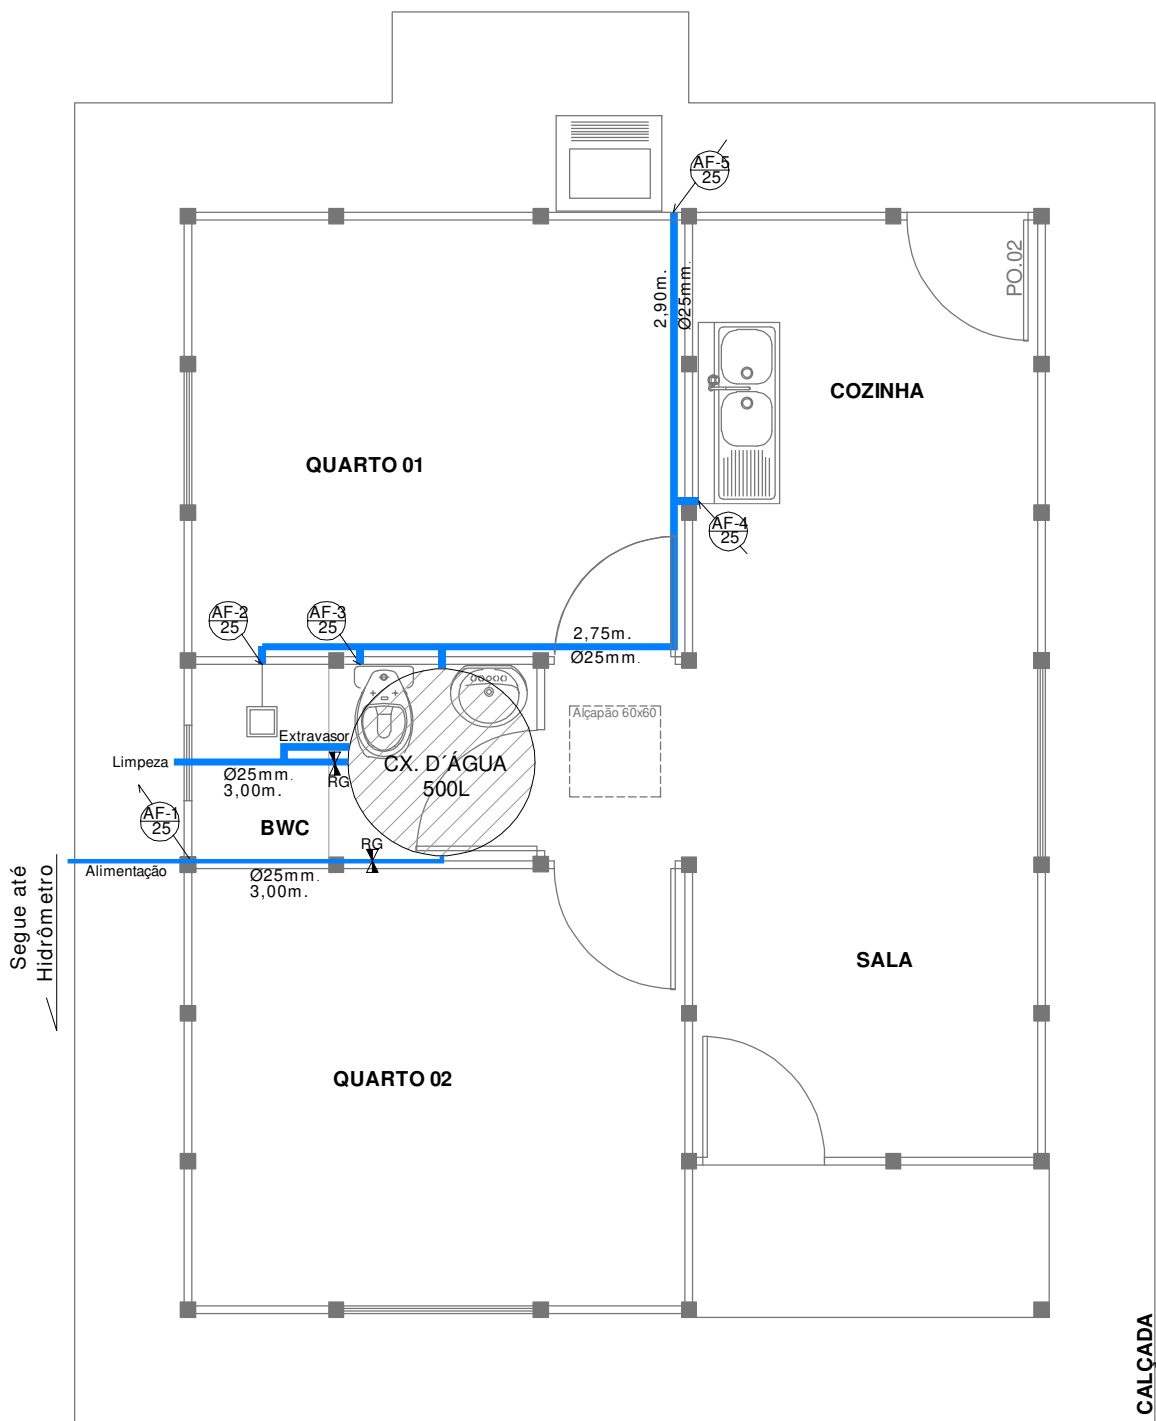 AF-5
25
2,90m.
Ø25mm.
PO.02
COZINHA
QUARTO 01
AF-4
25
AF-2
25
AF-3
25
2,75m.
Ø25mm.
Alçapão 60x60
Extravasor
Limpeza
RG
Ø25mm.
3,00m.
CX. D´ÁGUA
500L
AF-1
25
BWC
RG
Alimentação
Ø25mm.
3,00m.
Segue até
Hidrômetro
SALA
QUARTO 02
CALÇADA